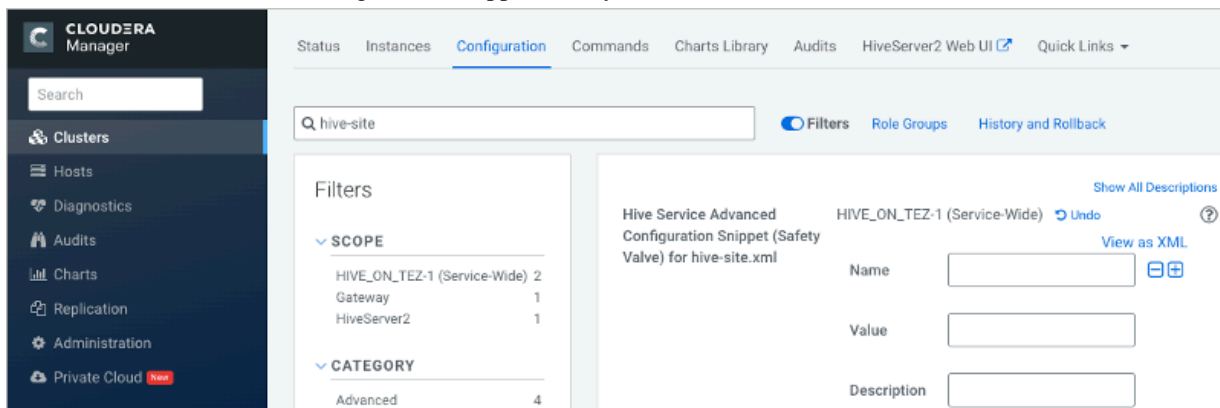 CLOUDERA
Manager
Search
Clusters
Hosts
Diagnostics
Audits
Charts
Replication
Administration
Private Cloud New
Status Instances Configuration Commands Charts Library Audits HiveServer2 Web UI Quick Links
hive-site
Filters Role Groups History and Rollback
Filters
SCOPE
HIVE_ON_TEZ-1 (Service-Wide) 2
Gateway 1
HiveServer2 1
CATEGORY
Advanced 4
Show All Descriptions
Hive Service Advanced
Configuration Snippet (Safety
Valve) for hive-site.xml
HIVE_ON_TEZ-1 (Service-Wide) Undo
View as XML
Name
Value
Description